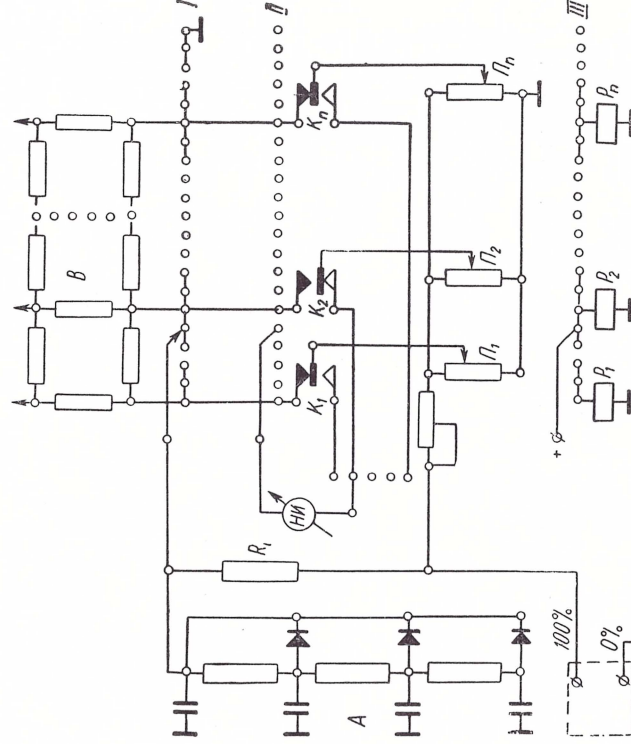 I
II
III
B
K₁
K₂
Kₙ
НИ
R₁
П₁
П₂
Пₙ
A
+
100%
0%
P₁
P₂
Pₙ